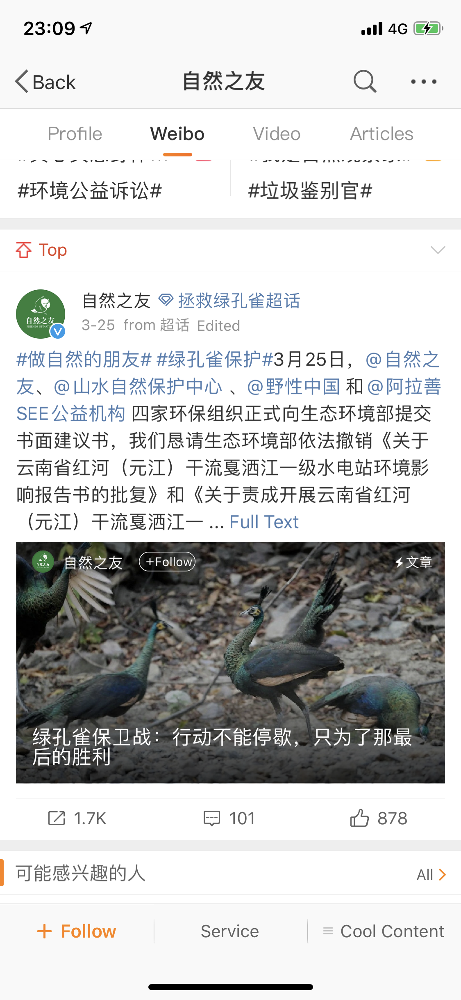 23:09
4G
Back
自然之友
Profile
Weibo
Video
Articles
#环境公益诉讼#
#垃圾鉴别官#
Top
自然之友
FRIENDS OF NATURE
自然之友 拯救绿孔雀超话
3-25 from 超话 Edited
#做自然的朋友# #绿孔雀保护#3月25日，@自然之
友、@山水自然保护中心 、@野性中国 和@阿拉善
SEE公益机构 四家环保组织正式向生态环境部提交
书面建议书，我们恳请生态环境部依法撤销《关于
云南省红河（元江）干流戛洒江一级水电站环境影
响报告书的批复》和《关于责成开展云南省红河
（元江）干流戛洒江一 ... Full Text
自然之友
自然之友
+Follow
文章
绿孔雀保卫战：行动不能停歇，只为了那最
后的胜利
1.7K
101
878
可能感兴趣的人
All
+ Follow
Service
Cool Content